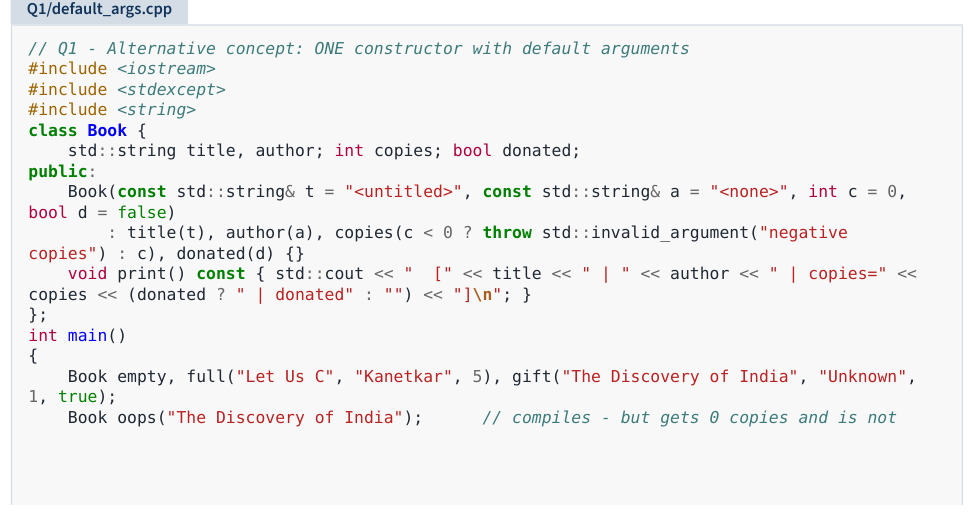 Q1/default_args.cpp
// Q1 - Alternative concept: ONE constructor with default arguments
#include <iostream>
#include <stdexcept>
#include <string>
class Book {
    std::string title, author; int copies; bool donated;
public:
    Book(const std::string& t = "<untitled>", const std::string& a = "<none>", int c = 0,
bool d = false)
        : title(t), author(a), copies(c < 0 ? throw std::invalid_argument("negative
copies") : c), donated(d) {}
    void print() const { std::cout << "  [" << title << " | " << author << " | copies=" <<
copies << (donated ? " | donated" : "") << "]\n"; }
};
int main()
{
    Book empty, full("Let Us C", "Kanetkar", 5), gift("The Discovery of India", "Unknown",
1, true);
    Book oops("The Discovery of India");      // compiles - but gets 0 copies and is not